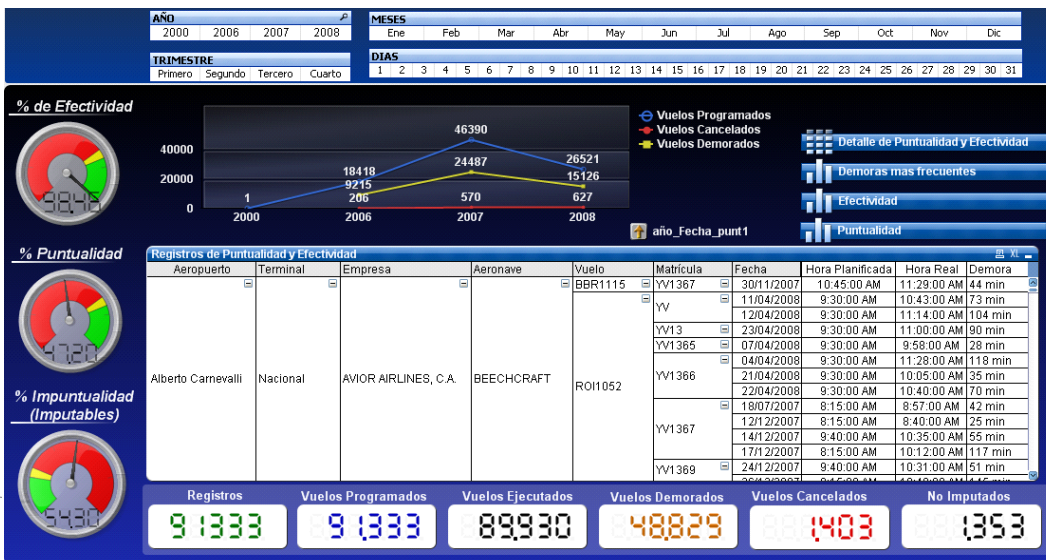 AÑO
2000 2006 2007 2008
TRIMESTRE
Primero Segundo Tercero Cuarto
MESES
Ene Feb Mar Abr May Jun Jul Ago Sep Oct Nov Dic
DIAS
1 2 3 4 5 6 7 8 9 10 11 12 13 14 15 16 17 18 19 20 21 22 23 24 25 26 27 28 29 30 31
% de Efectividad
98,46
% Puntualidad
47,20
% Impuntualidad
(Imputables)
54,30
40000
20000
0
1
18418
46390
26521
9215
24487
15126
206
570
627
2000 2006 2007 2008
Vuelos Programados
Vuelos Cancelados
Vuelos Demorados
año_Fecha_punt1
Detalle de Puntualidad y Efectividad
Demoras mas frecuentes
Efectividad
Puntualidad
Registros de Puntualidad y Efectividad XL
Aeropuerto Terminal Empresa Aeronave Vuelo Matrícula Fecha Hora Planificada Hora Real Demora
BBR1115 YV1367 30/11/2007 10:45:00 AM 11:29:00 AM 44 min
YV 11/04/2008 9:30:00 AM 10:43:00 AM 73 min
12/04/2008 9:30:00 AM 11:14:00 AM 104 min
YV13 23/04/2008 9:30:00 AM 11:00:00 AM 90 min
YV1365 07/04/2008 9:30:00 AM 9:58:00 AM 28 min
04/04/2008 9:30:00 AM 11:28:00 AM 118 min
Alberto Carnevalli Nacional AVIOR AIRLINES, C.A. BEECHCRAFT ROI1052 YV1366 21/04/2008 9:30:00 AM 10:05:00 AM 35 min
22/04/2008 9:30:00 AM 10:40:00 AM 70 min
18/07/2007 8:15:00 AM 8:57:00 AM 42 min
YV1367 12/12/2007 8:15:00 AM 8:40:00 AM 25 min
14/12/2007 9:40:00 AM 10:35:00 AM 55 min
17/12/2007 8:15:00 AM 10:12:00 AM 117 min
YV1369 24/12/2007 9:40:00 AM 10:31:00 AM 51 min
Registros Vuelos Programados Vuelos Ejecutados Vuelos Demorados Vuelos Cancelados No Imputados
91333 91,333 89,930 48,829 1,403 1,353